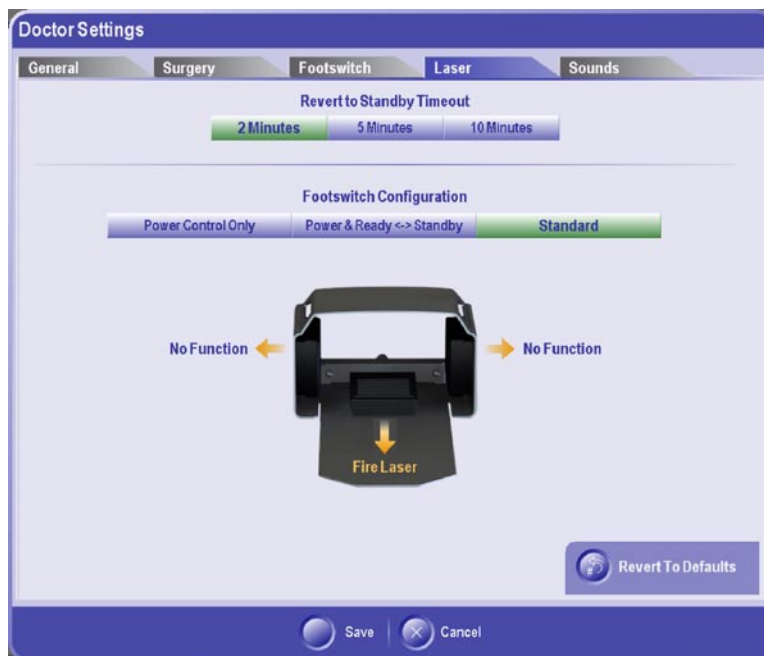 Doctor Settings
General Surgery Footswitch Laser Sounds
Revert to Standby Timeout
2 Minutes 5 Minutes 10 Minutes
Footswitch Configuration
Power Control Only Power & Ready <-> Standby Standard
No Function No Function
Fire Laser
Revert To Defaults
Save Cancel